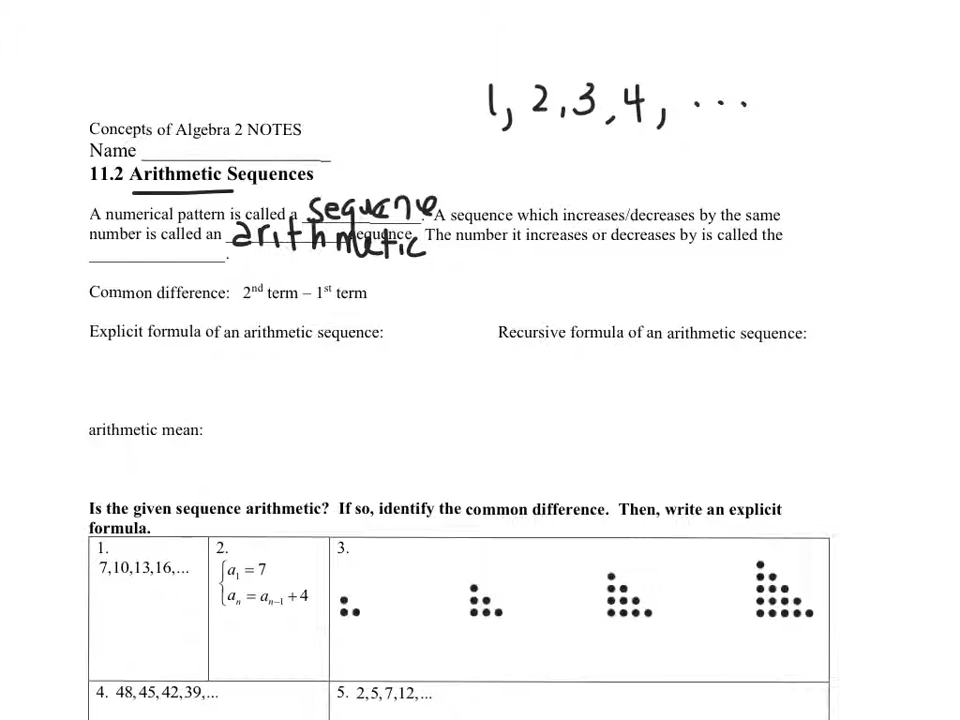 1, 2, 3, 4, ...
Concepts of Algebra 2 NOTES
Name ____________________
11.2 Arithmetic Sequences
A numerical pattern is called a sequence. A sequence which increases/decreases by the same
number is called an arithmetic sequence. The number it increases or decreases by is called the
________________.
Common difference: 2nd term – 1st term
Explicit formula of an arithmetic sequence: Recursive formula of an arithmetic sequence:
arithmetic mean:
Is the given sequence arithmetic? If so, identify the common difference. Then, write an explicit
formula.
1. 2. 3.
7,10,13,16,... { a₁ = 7
aₙ = aₙ₋₁ + 4
4. 48, 45, 42, 39,... 5. 2,5,7,12,...